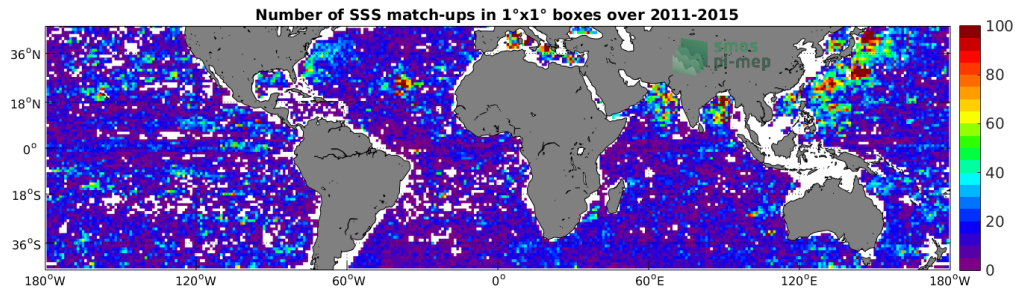 Number of SSS match-ups in 1°x1° boxes over 2011-2015
smos
pi-mep
36°N
18°N
0°
18°S
36°S
180°W 120°W 60°W 0° 60°E 120°E 180°W
100
80
60
40
20
0